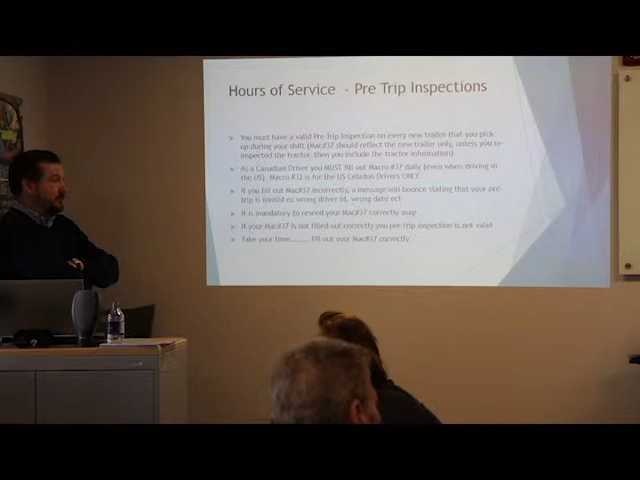 Hours of Service - Pre Trip Inspections
You must have a valid Pre-Trip Inspection on every new trailer that you pick
up during your shift (Mac#37 should reflect the new trailer only, unless you re-
inspected the tractor, then you include the tractor information)
As a Canadian Driver you MUST fill out Macro #37 daily (even when driving in
the US). Macro #32 is for the US Celadon Drivers ONLY
If you fill out Mac#37 incorrectly, a message will bounce stating that your pre-
trip is invalid ex wrong driver id, wrong date ect
It is mandatory to resend your Mac#37 correctly asap
If your Mac#37 is not filled out correctly you pre trip inspection is not valid
Take your time........ Fill out your Mac#37 correctly